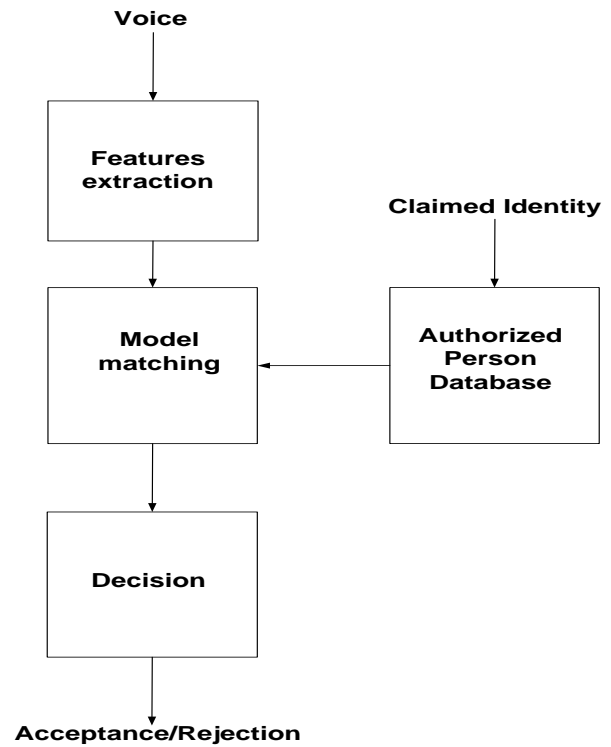 Voice
Features
extraction
Claimed Identity
Model
matching
Authorized
Person
Database
Decision
Acceptance/Rejection